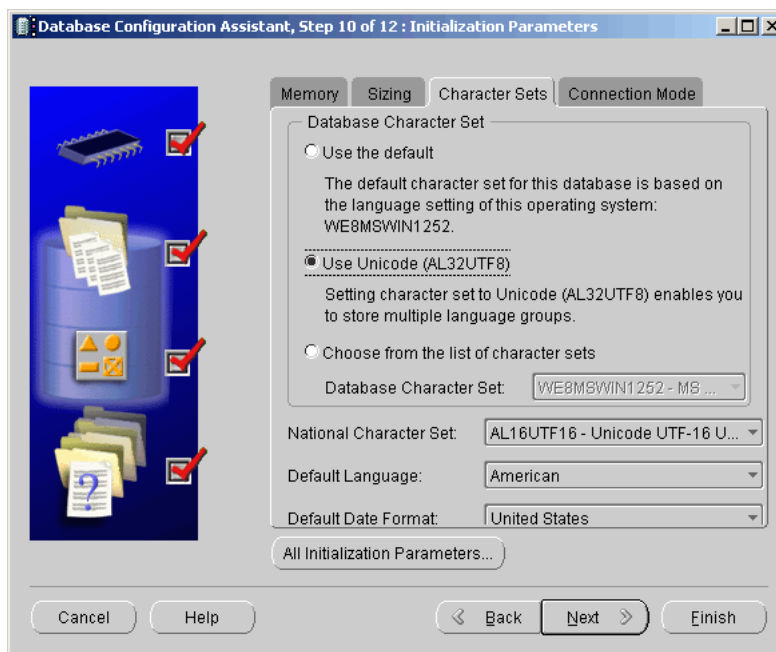 Database Configuration Assistant, Step 10 of 12 : Initialization Parameters
Memory Sizing Character Sets Connection Mode
Database Character Set
Use the default
The default character set for this database is based on
the language setting of this operating system:
WE8MSWIN1252.
Use Unicode (AL32UTF8)
Setting character set to Unicode (AL32UTF8) enables you
to store multiple language groups.
Choose from the list of character sets
Database Character Set: WE8MSWIN1252 - MS ...
National Character Set: AL16UTF16 - Unicode UTF-16 U...
Default Language: American
Default Date Format: United States
All Initialization Parameters...
Cancel Help Back Next Finish